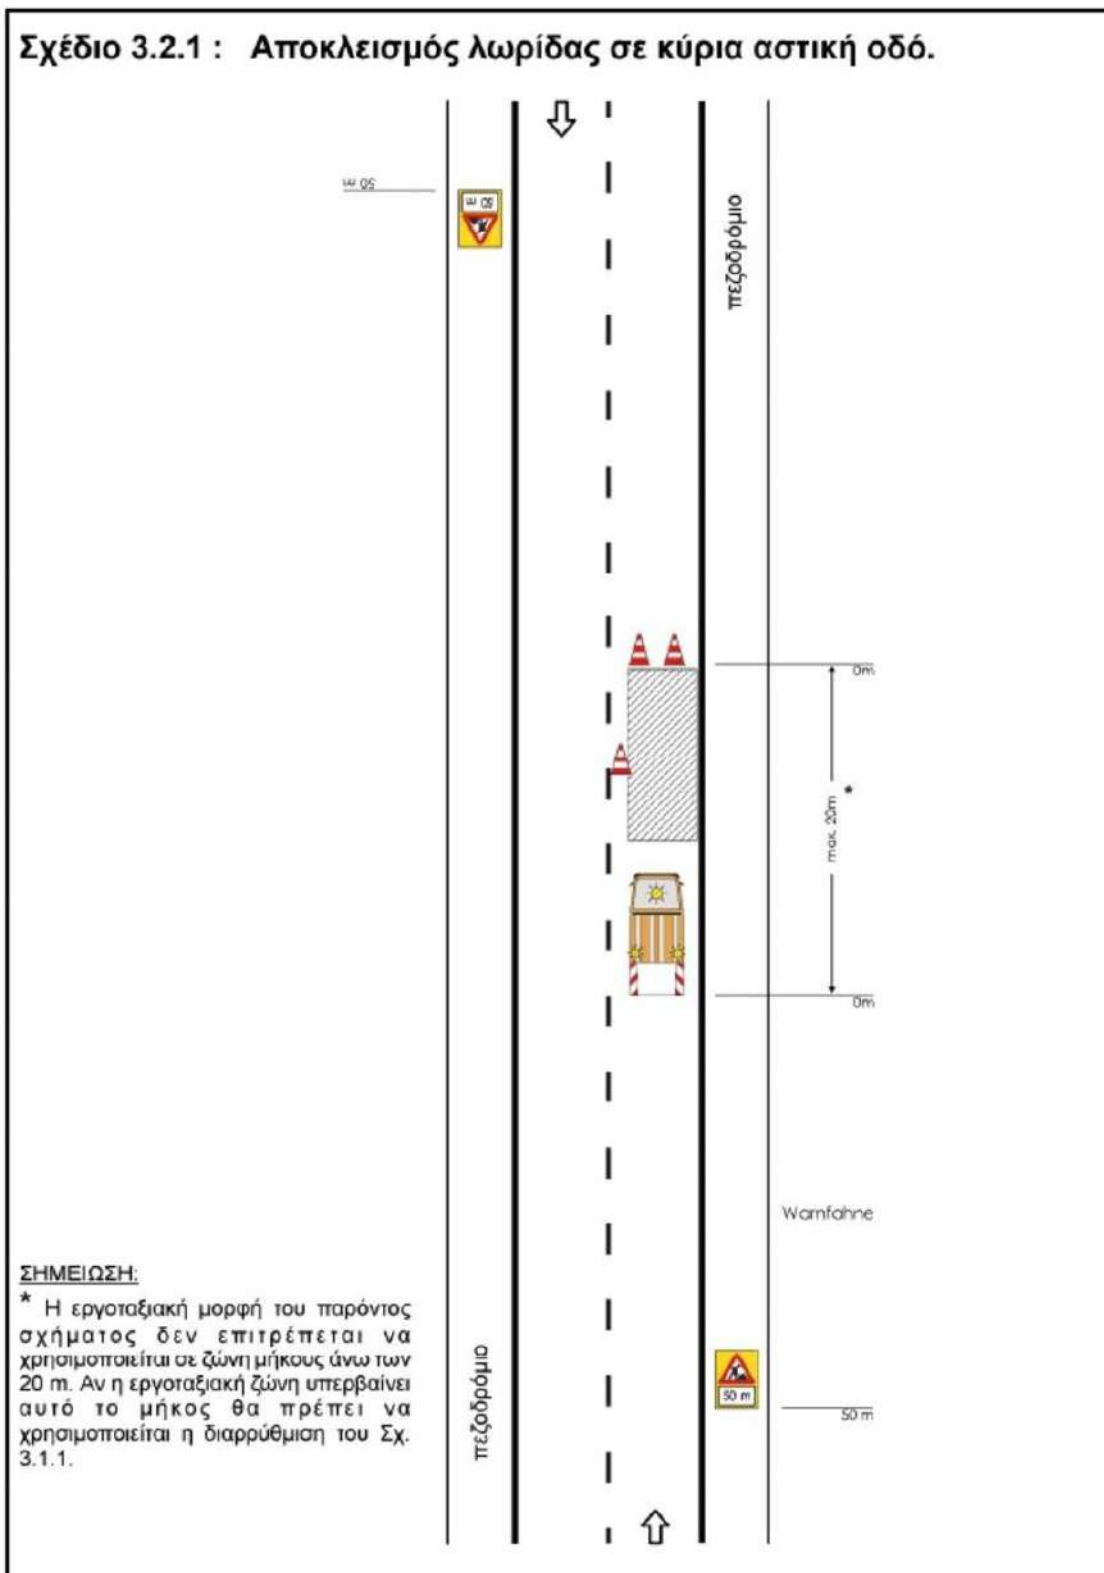 Σχέδιο 3.2.1 : Αποκλεισμός λωρίδας σε κύρια αστική οδό.
50 m
50 m
πεζοδρόμιο
0m
max. 20m *
0m
Warnfahne
ΣΗΜΕΙΩΣΗ:
* Η εργοταξιακή μορφή του παρόντος
σχήματος δεν επιτρέπεται να
χρησιμοποιείται σε ζώνη μήκους άνω των
20 m. Αν η εργοταξιακή ζώνη υπερβαίνει
αυτό το μήκος θα πρέπει να
χρησιμοποιείται η διαρρύθμιση του Σχ.
3.1.1.
πεζοδρόμιο
50 m
50 m